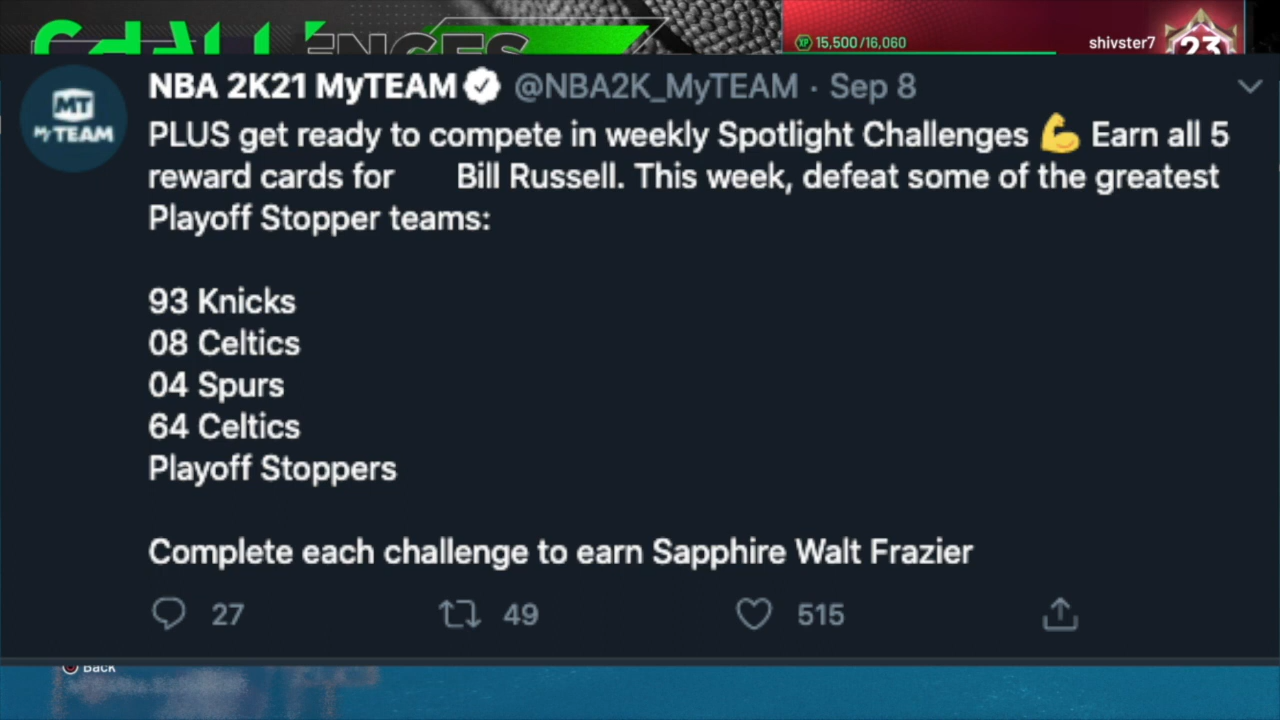 CHALLENGES
15,500/16,060
shivster7
23
NBA 2K21 MyTEAM @NBA2K_MyTEAM · Sep 8
MT
MyTEAM
PLUS get ready to compete in weekly Spotlight Challenges 💪 Earn all 5
reward cards for Bill Russell. This week, defeat some of the greatest
Playoff Stopper teams:
93 Knicks
08 Celtics
04 Spurs
64 Celtics
Playoff Stoppers
Complete each challenge to earn Sapphire Walt Frazier
27 49 515
Back